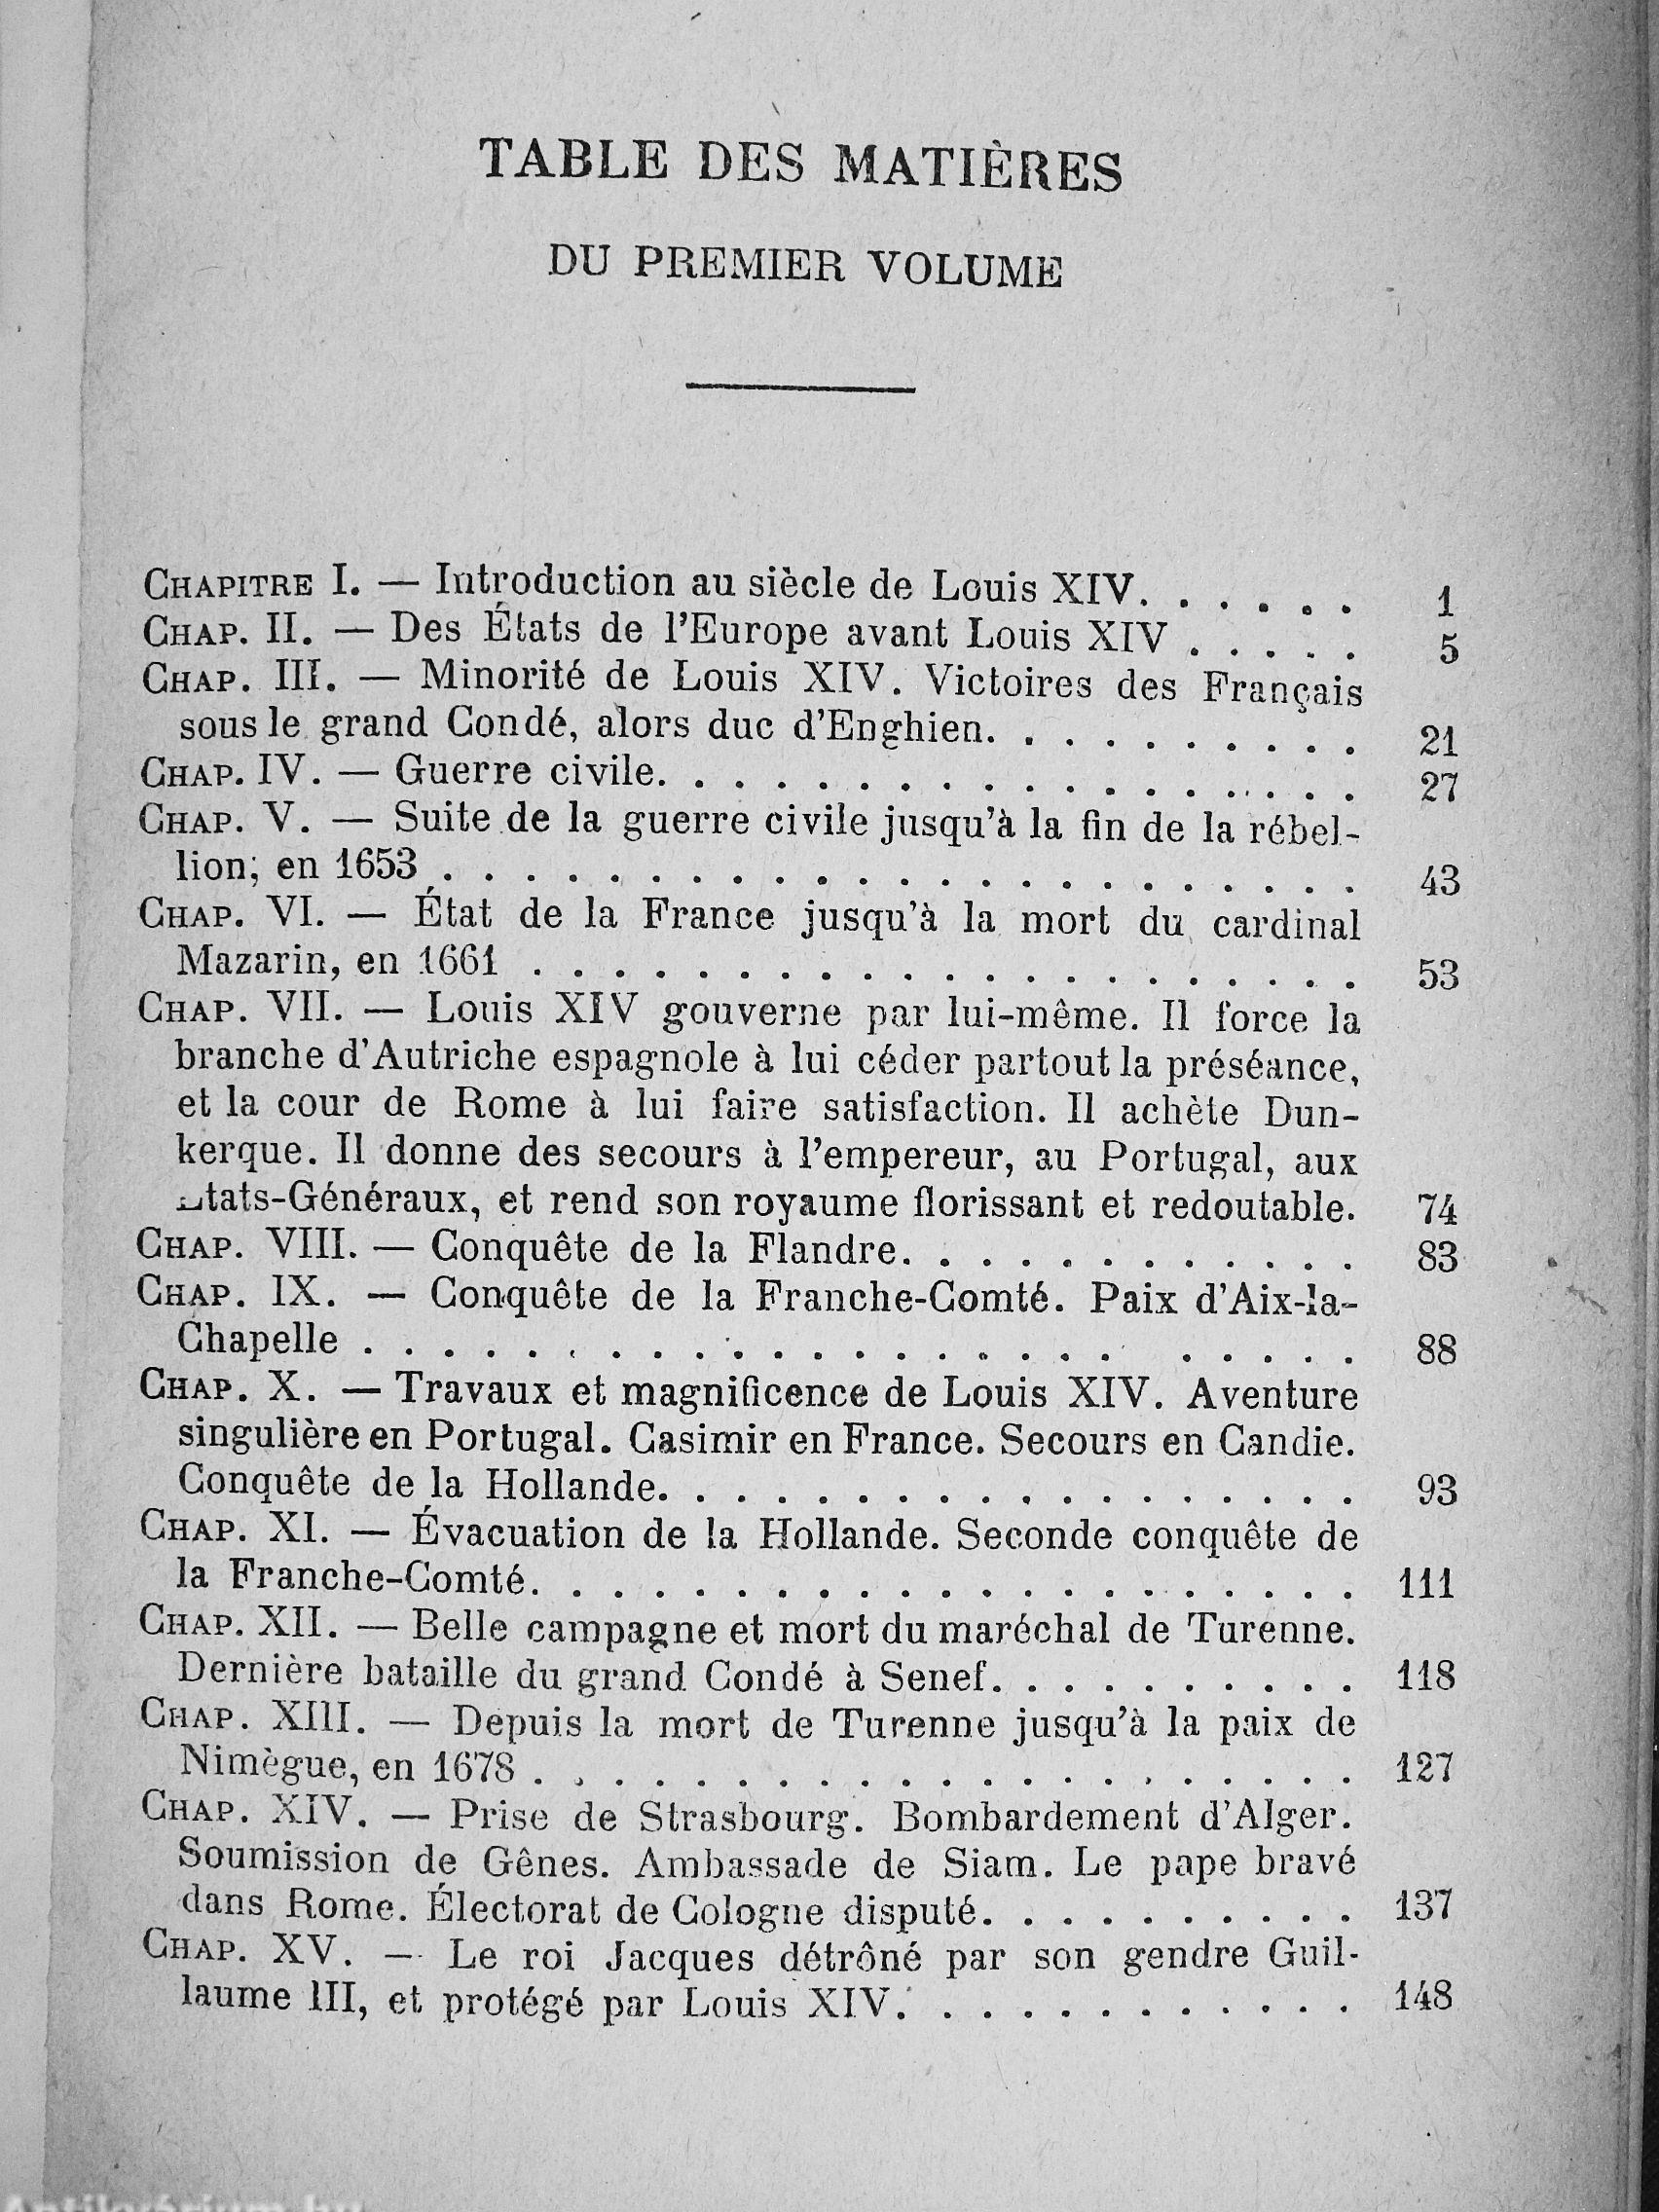 TABLE DES MATIÈRES
DU PREMIER VOLUME
CHAPITRE I. — Introduction au siècle de Louis XIV. . . . . . . 1
CHAP. II. — Des États de l'Europe avant Louis XIV . . . . . 5
CHAP. III. — Minorité de Louis XIV. Victoires des Français
sous le grand Condé, alors duc d'Enghien. . . . . . . . . . 21
CHAP. IV. — Guerre civile. . . . . . . . . . . . . . . . . . 27
CHAP. V. — Suite de la guerre civile jusqu'à la fin de la rébel-
lion; en 1653 . . . . . . . . . . . . . . . . . . . . . . . 43
CHAP. VI. — État de la France jusqu'à la mort du cardinal
Mazarin, en 1661 . . . . . . . . . . . . . . . . . . . . . 53
CHAP. VII. — Louis XIV gouverne par lui-même. Il force la
branche d'Autriche espagnole à lui céder partout la préséance,
et la cour de Rome à lui faire satisfaction. Il achète Dun-
kerque. Il donne des secours à l'empereur, au Portugal, aux
États-Généraux, et rend son royaume florissant et redoutable. 74
CHAP. VIII. — Conquête de la Flandre. . . . . . . . . . . . 83
CHAP. IX. — Conquête de la Franche-Comté. Paix d'Aix-la-
Chapelle . . . . . . . . . . . . . . . . . . . . . . . . 88
CHAP. X. — Travaux et magnificence de Louis XIV. Aventure
singulière en Portugal. Casimir en France. Secours en Candie.
Conquête de la Hollande. . . . . . . . . . . . . . . . . . 93
CHAP. XI. — Évacuation de la Hollande. Seconde conquête de
la Franche-Comté. . . . . . . . . . . . . . . . . . . . . 111
CHAP. XII. — Belle campagne et mort du maréchal de Turenne.
Dernière bataille du grand Condé à Senef. . . . . . . . . . 118
CHAP. XIII. — Depuis la mort de Turenne jusqu'à la paix de
Nimègue, en 1678 . . . . . . . . . . . . . . . . . . . . . 127
CHAP. XIV. — Prise de Strasbourg. Bombardement d'Alger.
Soumission de Gênes. Ambassade de Siam. Le pape bravé
dans Rome. Électorat de Cologne disputé. . . . . . . . . . 137
CHAP. XV. — Le roi Jacques détrôné par son gendre Guil-
laume III, et protégé par Louis XIV. . . . . . . . . . . . 148